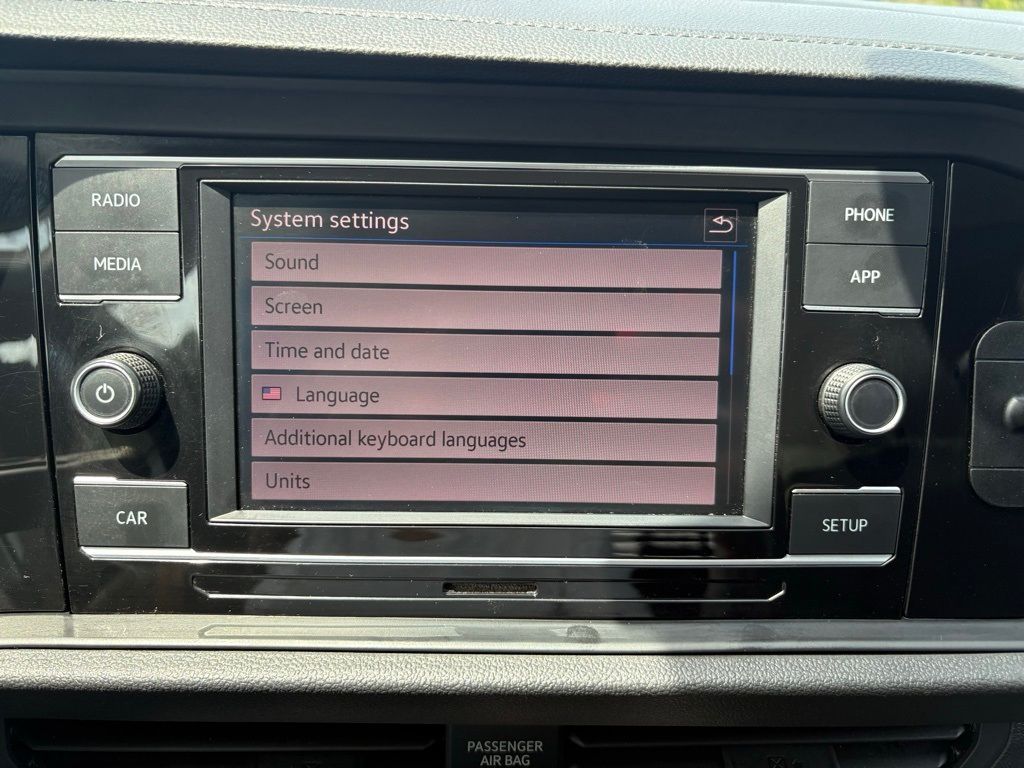 RADIO
MEDIA
CAR
System settings
Sound
Screen
Time and date
Language
Additional keyboard languages
Units
PHONE
APP
SETUP
PASSENGER
AIR BAG